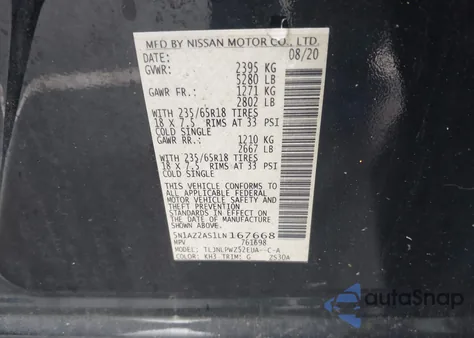 MFD BY NISSAN MOTOR CO., LTD.
DATE: 08/20
GVWR: 2395 KG
5280 LB
GAWR FR.: 1271 KG
2802 LB
WITH 235/65R18 TIRES
18 X 7.5 RIMS AT 33 PSI
COLD SINGLE
GAWR RR.: 1210 KG
2667 LB
WITH 235/65R18 TIRES
18 X 7.5 RIMS AT 33 PSI
COLD SINGLE
THIS VEHICLE CONFORMS TO
ALL APPLICABLE FEDERAL
SAFETY AND THEFT
PREVENTION STANDARDS
IN EFFECT ON THE DATE OF
MANUFACTURE SHOWN ABOVE.
5N1AZ2AS1LN167668
MPV 761698
MODEL: TL3NLPWZ52EUA--C-A
COLOR: KH3 TRIM: G Z53DA
autoSnap